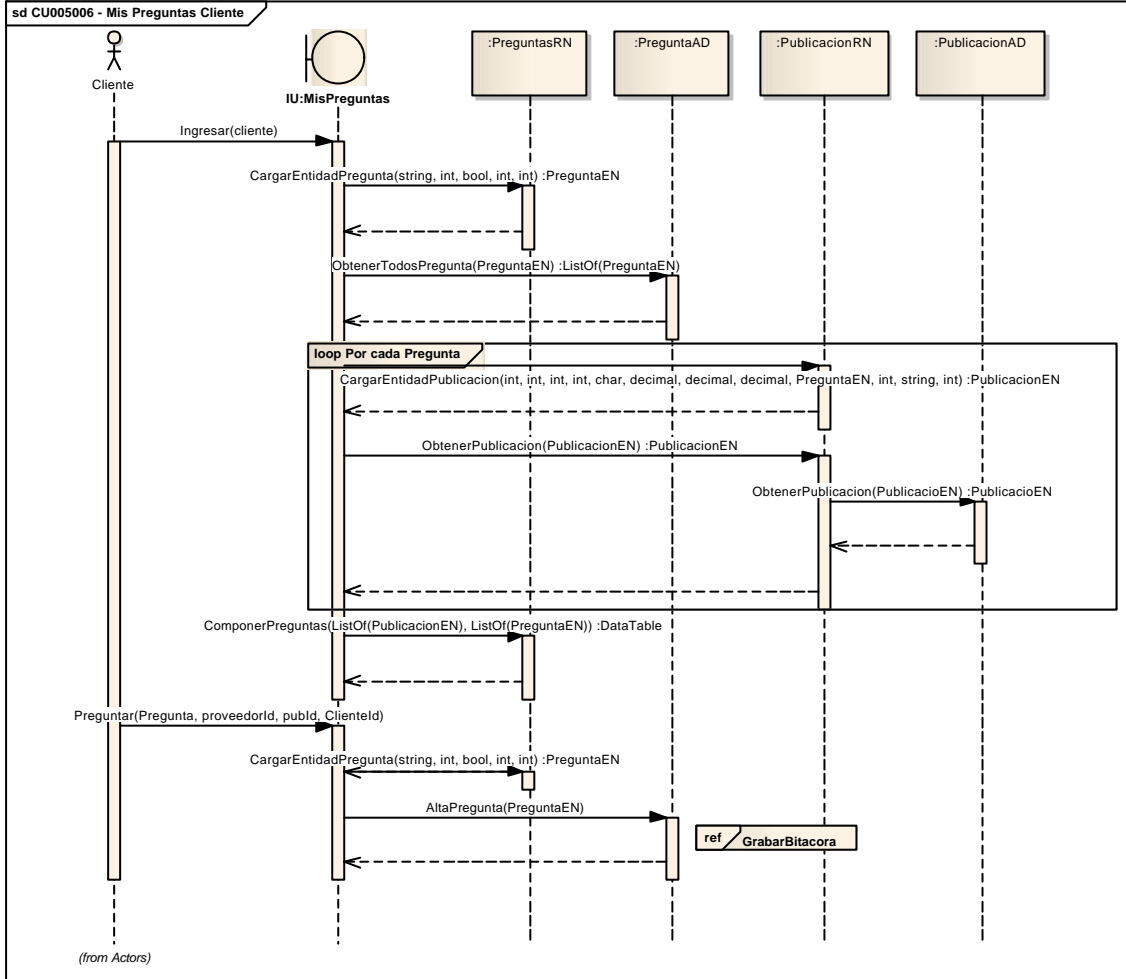 sd CU005006 - Mis Preguntas Cliente
Cliente
IU:MisPreguntas
:PreguntasRN
:PreguntaAD
:PublicacionRN
:PublicacionAD
Ingresar(cliente)
CargarEntidadPregunta(string, int, bool, int, int) :PreguntaEN
ObtenerTodosPregunta(PreguntaEN) :ListOf(PreguntaEN)
loop Por cada Pregunta
CargarEntidadPublicacion(int, int, int, int, char, decimal, decimal, decimal, PreguntaEN, int, string, int) :PublicacionEN
ObtenerPublicacion(PublicacionEN) :PublicacionEN
ObtenerPublicacion(PublicacioEN) :PublicacioEN
ComponerPreguntas(ListOf(PublicacionEN), ListOf(PreguntaEN)) :DataTable
Preguntar(Pregunta, proveedorId, pubId, ClienteId)
CargarEntidadPregunta(string, int, bool, int, int) :PreguntaEN
AltaPregunta(PreguntaEN)
ref GrabarBitacora
(from Actors)